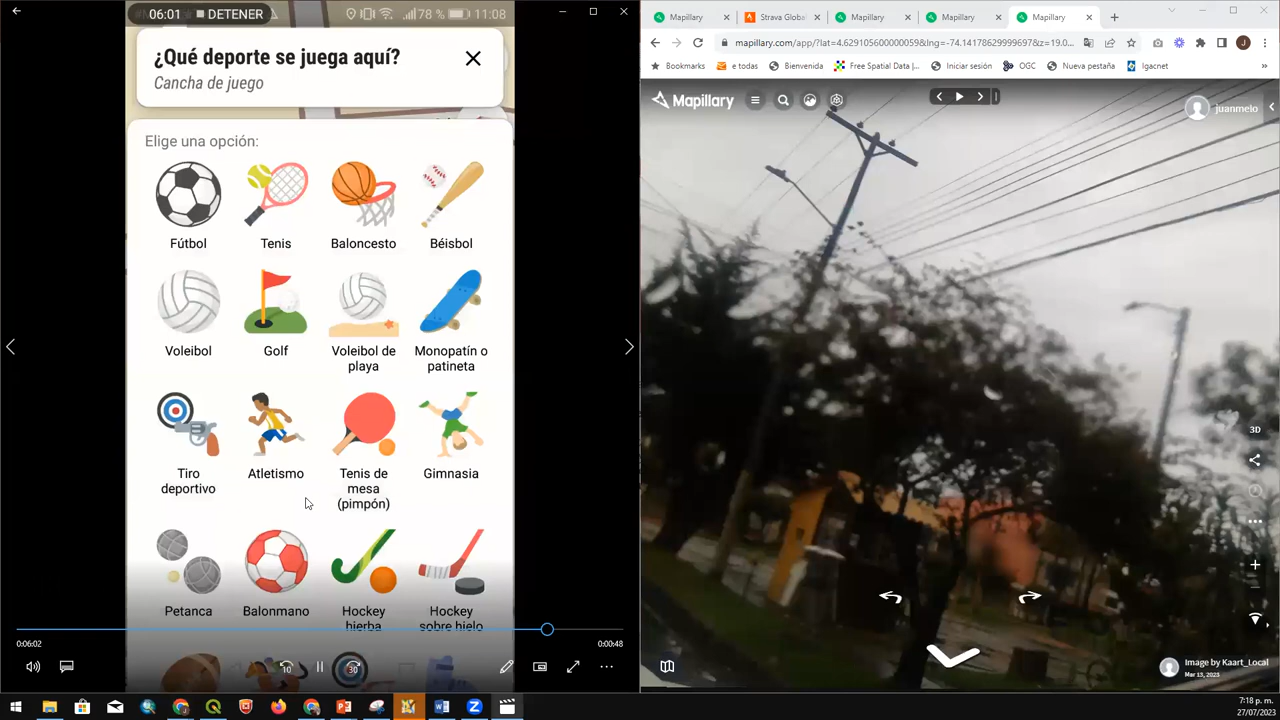 06:01 DETENER
78 %
11:08
¿Qué deporte se juega aquí?
Cancha de juego
Elige una opción:
Fútbol
Tenis
Baloncesto
Béisbol
Voleibol
Golf
Voleibol de
playa
Monopatín o
patineta
Tiro
deportivo
Atletismo
Tenis de
mesa
(pimpón)
Gimnasia
Petanca
Balonmano
Hockey
hierba
Hockey
sobre hielo
0:06:02
0:00:48
10
30
Mapillary
Strava Globa
Mapillary
Mapillary
Mapillary
mapillary.com/app/?lat=4.629105600000059&lng=-74.141786299996978&z=19.0...
Bookmarks
e todas
Bienvenida
Free Spatial Data |...
Iniciar sesión
OGC
Nueva pestaña
Igacnet
Mapillary
juanmelo
3D
Image by Kaart_Local
Mar 13, 2023
7:18 p. m.
27/07/2023